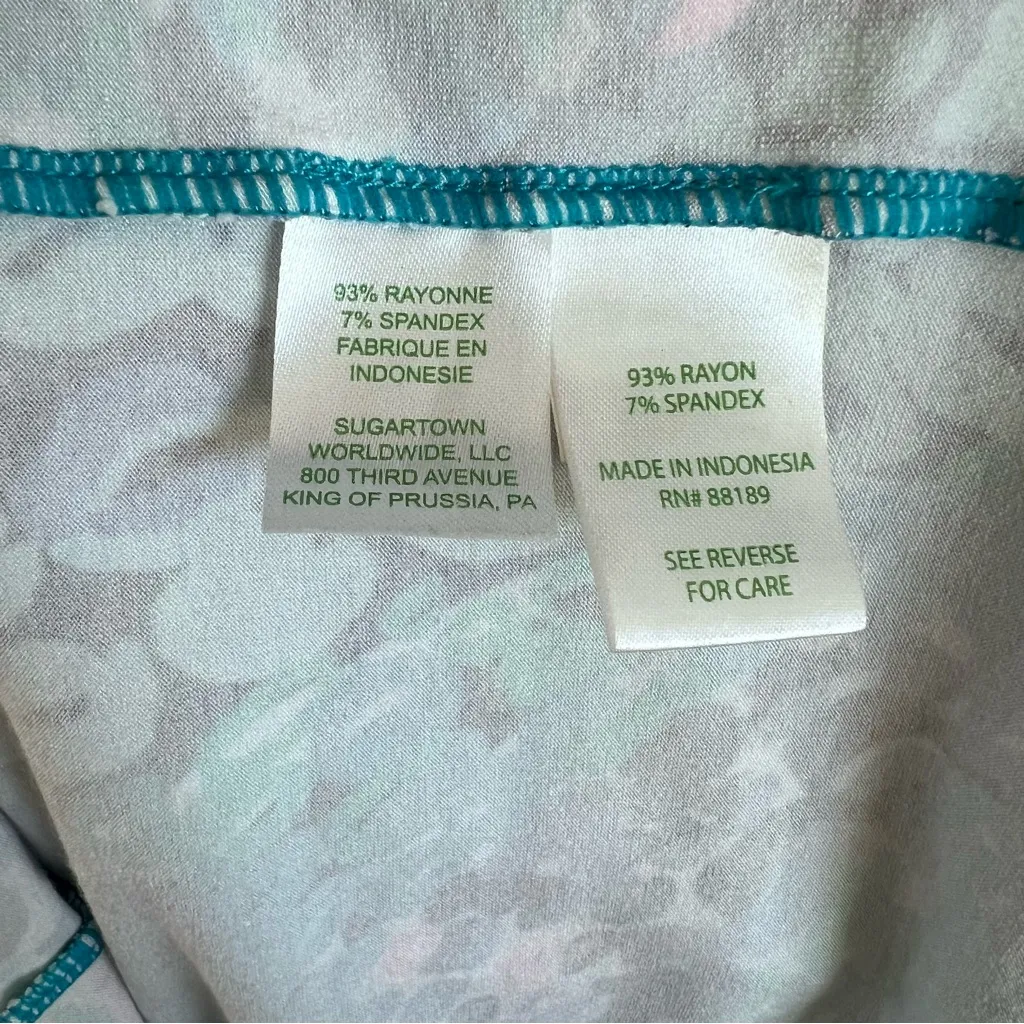 93% RAYONNE
7% SPANDEX
FABRIQUE EN
INDONESIE
SUGARTOWN
WORLDWIDE, LLC
800 THIRD AVENUE
KING OF PRUSSIA, PA
93% RAYON
7% SPANDEX
MADE IN INDONESIA
RN# 88189
SEE REVERSE
FOR CARE